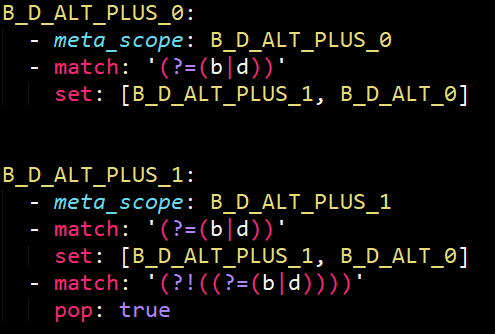 B_D_ALT_PLUS_0:
  - meta_scope: B_D_ALT_PLUS_0
  - match: '(?=(b|d))'
    set: [B_D_ALT_PLUS_1, B_D_ALT_0]
B_D_ALT_PLUS_1:
  - meta_scope: B_D_ALT_PLUS_1
  - match: '(?=(b|d))'
    set: [B_D_ALT_PLUS_1, B_D_ALT_0]
  - match: '(?!((?=(b|d))))'
    pop: true